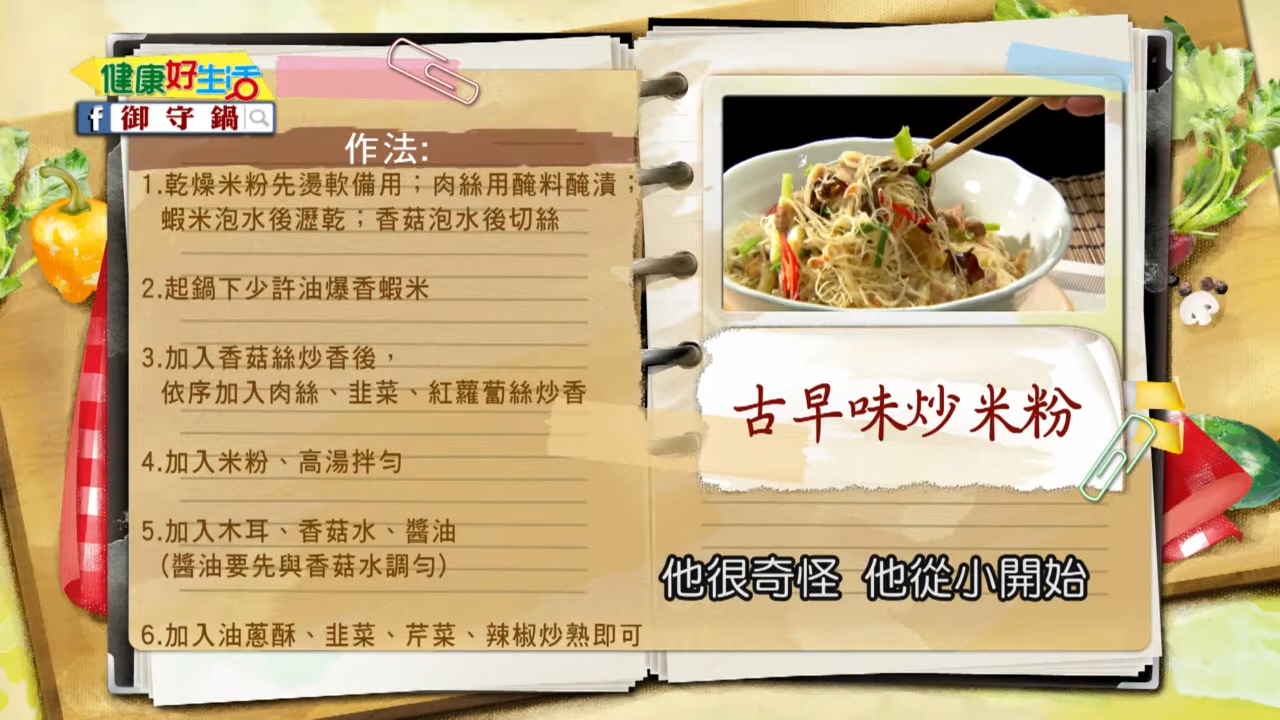 健康好生活
f 御守鍋
作法:
1.乾燥米粉先燙軟備用；肉絲用醃料醃漬；
蝦米泡水後瀝乾；香菇泡水後切絲
2.起鍋下少許油爆香蝦米
3.加入香菇絲炒香後，
依序加入肉絲、韭菜、紅蘿蔔絲炒香
4.加入米粉、高湯拌勻
5.加入木耳、香菇水、醬油
(醬油要先與香菇水調勻)
6.加入油蔥酥、韭菜、芹菜、辣椒炒熟即可
古早味炒米粉
他很奇怪 他從小開始